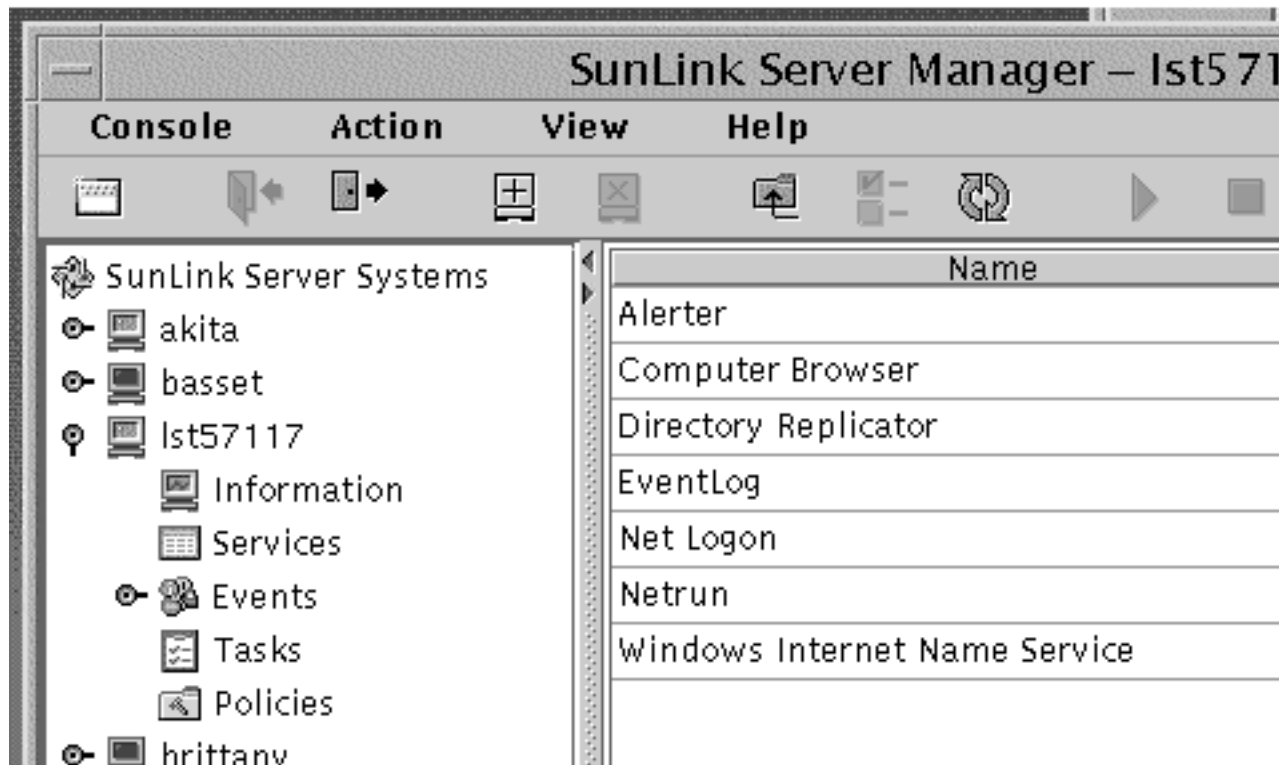 SunLink Server Manager – lst571
Console Action View Help
SunLink Server Systems
akita
basset
lst57117
Information
Services
Events
Tasks
Policies
brittany
Name
Alerter
Computer Browser
Directory Replicator
EventLog
Net Logon
Netrun
Windows Internet Name Service